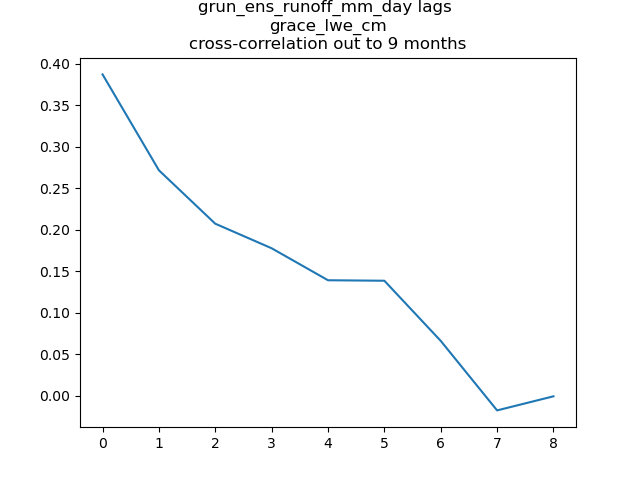 grun_ens_runoff_mm_day lags
grace_lwe_cm
cross-correlation out to 9 months
0.40
0.35
0.30
0.25
0.20
0.15
0.10
0.05
0.00
0 1 2 3 4 5 6 7 8